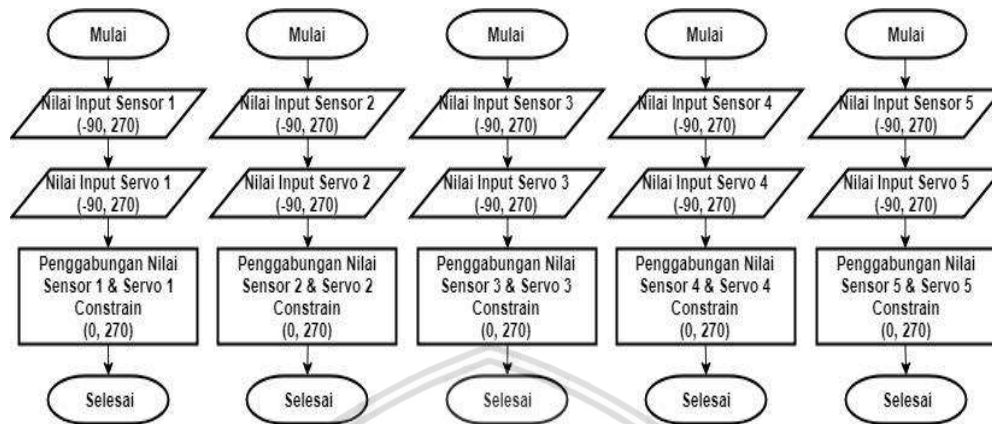 Mulai
Nilai Input Sensor 1
(-90, 270)
Nilai Input Servo 1
(-90, 270)
Penggabungan Nilai
Sensor 1 & Servo 1
Constrain
(0, 270)
Selesai
Mulai
Nilai Input Sensor 2
(-90, 270)
Nilai Input Servo 2
(-90, 270)
Penggabungan Nilai
Sensor 2 & Servo 2
Constrain
(0, 270)
Selesai
Mulai
Nilai Input Sensor 3
(-90, 270)
Nilai Input Servo 3
(-90, 270)
Penggabungan Nilai
Sensor 3 & Servo 3
Constrain
(0, 270)
Selesai
Mulai
Nilai Input Sensor 4
(-90, 270)
Nilai Input Servo 4
(-90, 270)
Penggabungan Nilai
Sensor 4 & Servo 4
Constrain
(0, 270)
Selesai
Mulai
Nilai Input Sensor 5
(-90, 270)
Nilai Input Servo 5
(-90, 270)
Penggabungan Nilai
Sensor 5 & Servo 5
Constrain
(0, 270)
Selesai